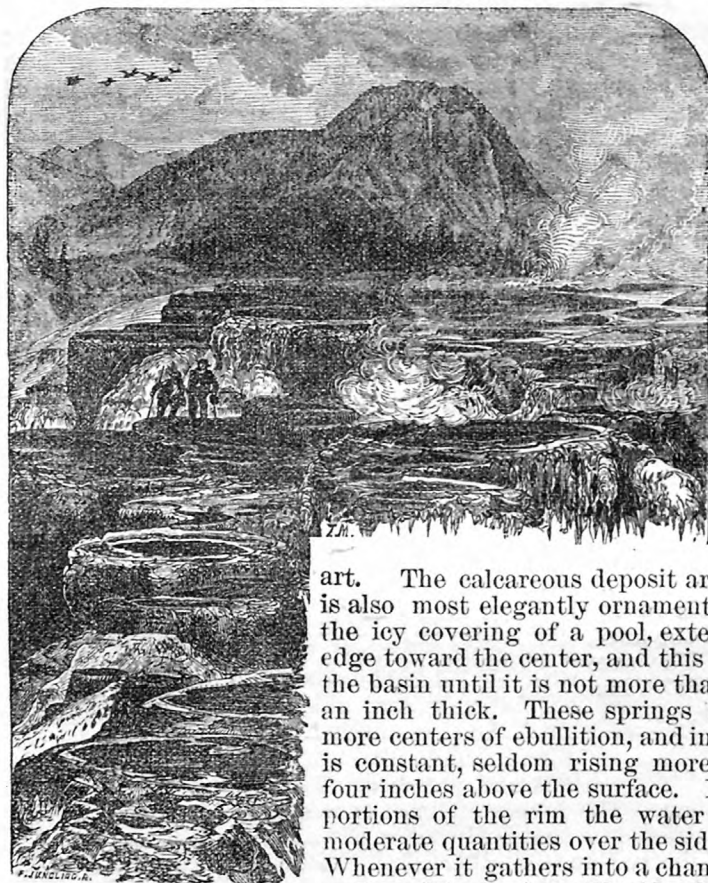 art. The calcareous deposit ar
is also most elegantly ornament
the icy covering of a pool, exte
edge toward the center, and this
the basin until it is not more tha
an inch thick. These springs
more centers of ebullition, and in
is constant, seldom rising more
four inches above the surface.
portions of the rim the water
moderate quantities over the sid
Whenever it gathers into a chan
F. JUNGLING.